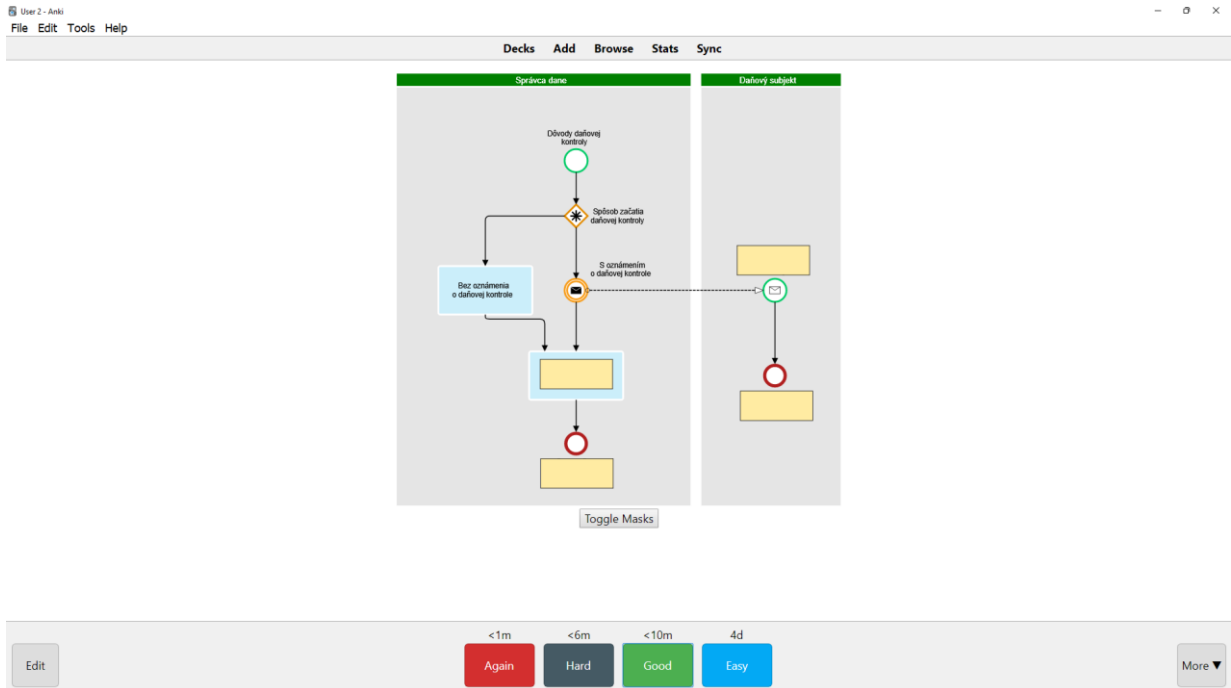 User 2 - Anki
File Edit Tools Help
Decks Add Browse Stats Sync
Správca dane
Daňový subjekt
Dôvody daňovej
kontroly
Spôsob začatia
daňovej kontroly
S oznámením
o daňovej kontrole
Bez oznámenia
o daňovej kontrole
Toggle Masks
<1m <6m <10m 4d
Edit Again Hard Good Easy More ▼